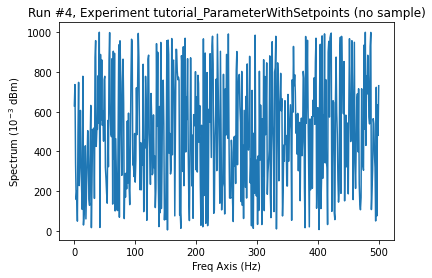 Run #4, Experiment tutorial_ParameterWithSetpoints (no sample)
1000
800
600
400
200
0
Spectrum (10⁻³ dBm)
0 100 200 300 400 500
Freq Axis (Hz)